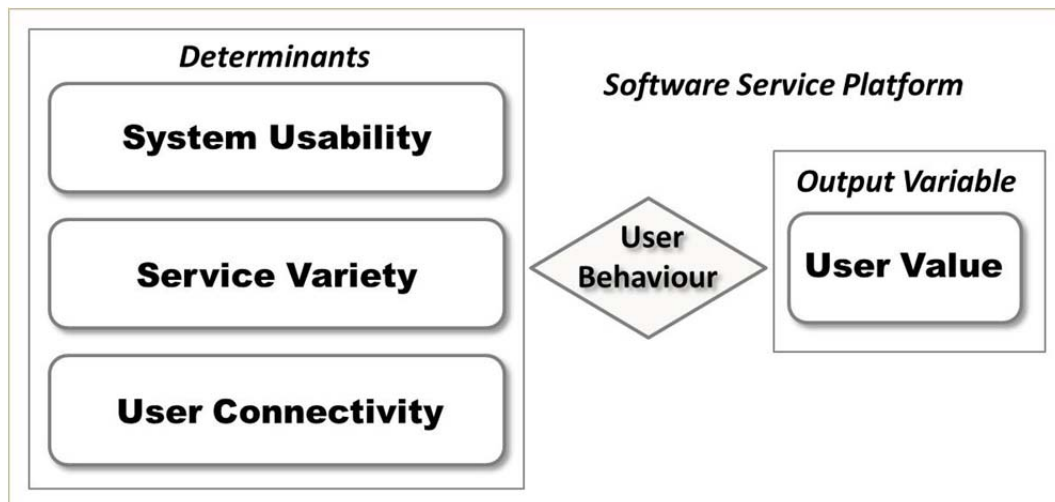 Determinants
System Usability
Service Variety
User Connectivity
Software Service Platform
User
Behaviour
Output Variable
User Value